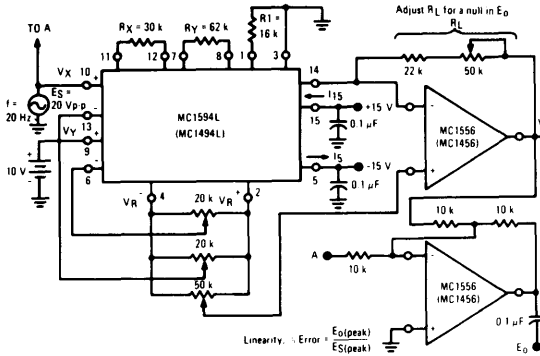 Adjust RL for a null in Eo
TO A
RX = 30 k
RY = 62 k
R1 =
16 k
RL
11
12
7
8
1
3
22 k
50 k
VX
10
+
14
ES =
20 Vp-p
f =
20 Hz
-
13
VY
9
+
-
6
10 V
+
MC1594L
(MC1494L)
I15
15
+15 V
0.1 µF
I5
5
-15 V
0.1 µF
-
MC1556
(MC1456)
+
VR
-
4
VR
+
2
20 k
20 k
50 k
10 k
10 k
A
10 k
-
MC1556
(MC1456)
+
0.1 µF
Eo
Linearity, Error = Eo(peak)
ES(peak)